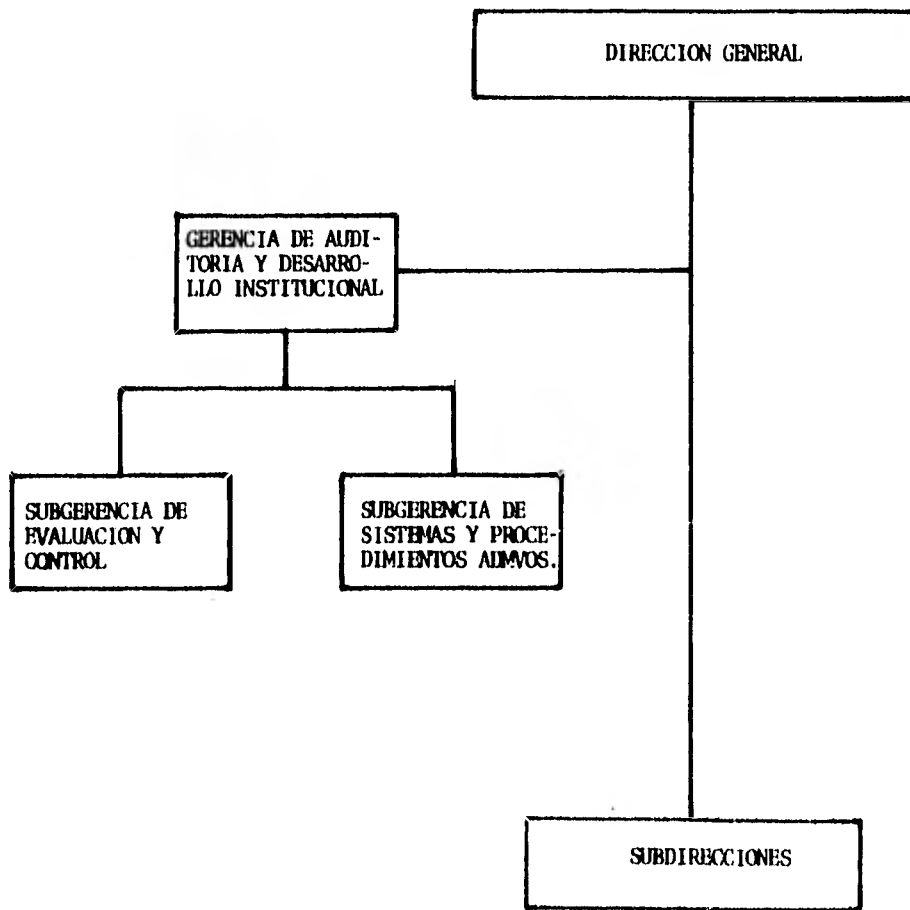 DIRECCION GENERAL
GERENCIA DE AUDI-
TORIA Y DESARRO-
LLO INSTITUCIONAL
SUBGERENCIA DE
EVALUACION Y
CONTROL
SUBGERENCIA DE
SISTEMAS Y PROCE-
DIMIENTOS ADMVOS.
SUBDIRECCIONES